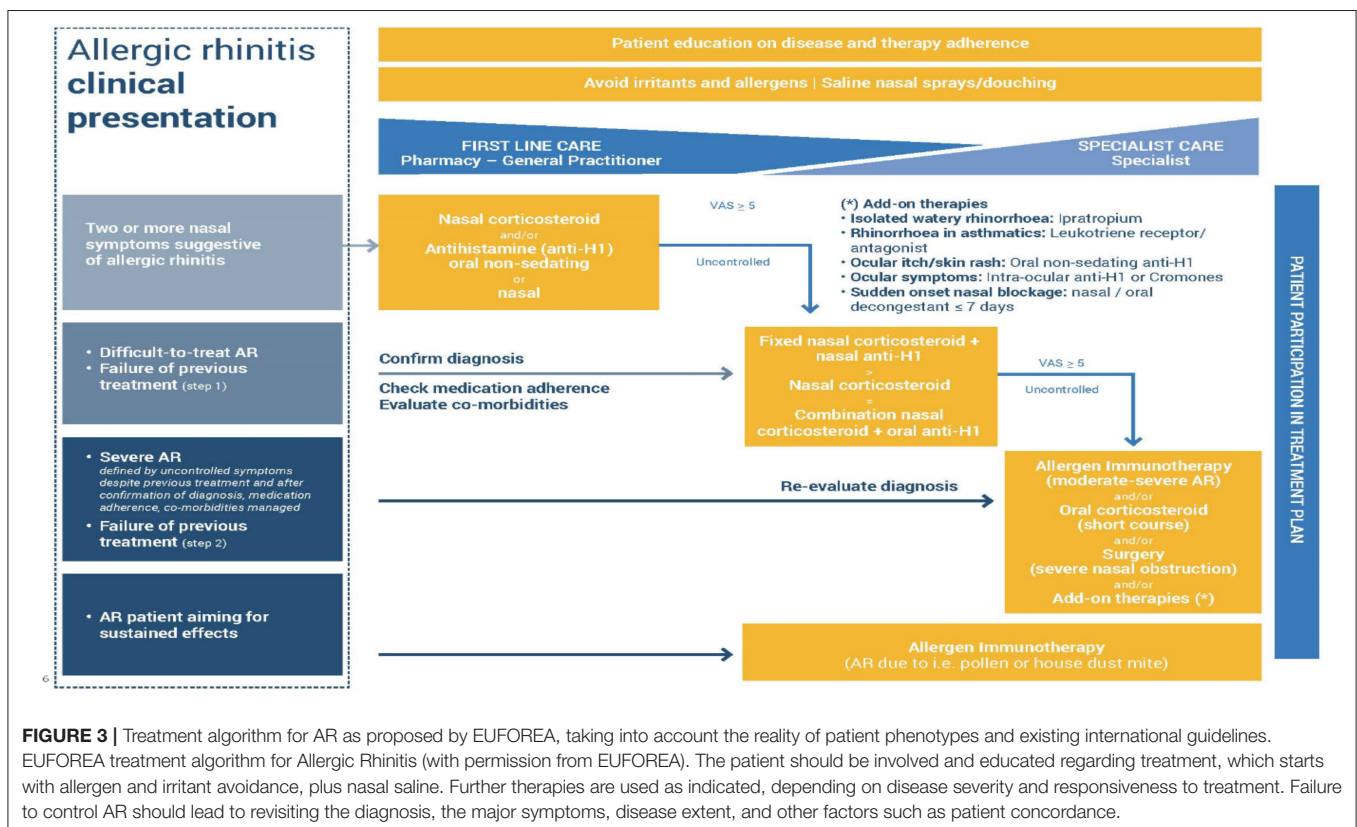 Allergic rhinitis
clinical
presentation
Patient education on disease and therapy adherence
Avoid irritants and allergens | Saline nasal sprays/douching
FIRST LINE CARE
Pharmacy – General Practitioner
SPECIALIST CARE
Specialist
Two or more nasal
symptoms suggestive
of allergic rhinitis
Nasal corticosteroid
and/or
Antihistamine (anti-H1)
oral non-sedating
or
nasal
VAS ≥ 5
Uncontrolled
(*) Add-on therapies
• Isolated watery rhinorrhoea: Ipratropium
• Rhinorrhoea in asthmatics: Leukotriene receptor/
antagonist
• Ocular itch/skin rash: Oral non-sedating anti-H1
• Ocular symptoms: Intra-ocular anti-H1 or Cromones
• Sudden onset nasal blockage: nasal / oral
decongestant ≤ 7 days
• Difficult-to-treat AR
• Failure of previous
treatment (step 1)
Confirm diagnosis
Check medication adherence
Evaluate co-morbidities
Fixed nasal corticosteroid +
nasal anti-H1
>
Nasal corticosteroid
=
Combination nasal
corticosteroid + oral anti-H1
VAS ≥ 5
Uncontrolled
• Severe AR
defined by uncontrolled symptoms
despite previous treatment and after
confirmation of diagnosis, medication
adherence, co-morbidities managed
• Failure of previous
treatment (step 2)
Re-evaluate diagnosis
Allergen Immunotherapy
(moderate-severe AR)
and/or
Oral corticosteroid
(short course)
and/or
Surgery
(severe nasal obstruction)
and/or
Add-on therapies (*)
• AR patient aiming for
sustained effects
Allergen Immunotherapy
(AR due to i.e. pollen or house dust mite)
PATIENT PARTICIPATION IN TREATMENT PLAN
6
FIGURE 3 | Treatment algorithm for AR as proposed by EUFOREA, taking into account the reality of patient phenotypes and existing international guidelines.
EUFOREA treatment algorithm for Allergic Rhinitis (with permission from EUFOREA). The patient should be involved and educated regarding treatment, which starts
with allergen and irritant avoidance, plus nasal saline. Further therapies are used as indicated, depending on disease severity and responsiveness to treatment. Failure
to control AR should lead to revisiting the diagnosis, the major symptoms, disease extent, and other factors such as patient concordance.